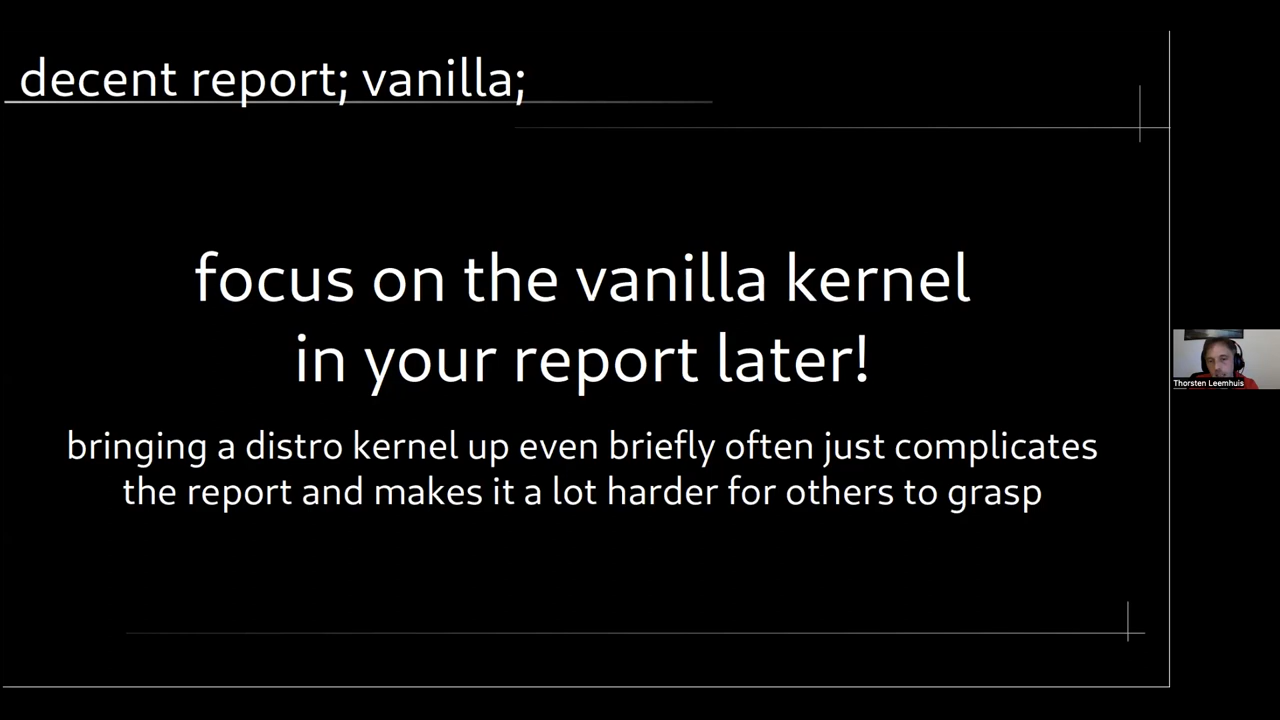 decent report; vanilla;
focus on the vanilla kernel
in your report later!
bringing a distro kernel up even briefly often just complicates
the report and makes it a lot harder for others to grasp
Thorsten Leemhuis